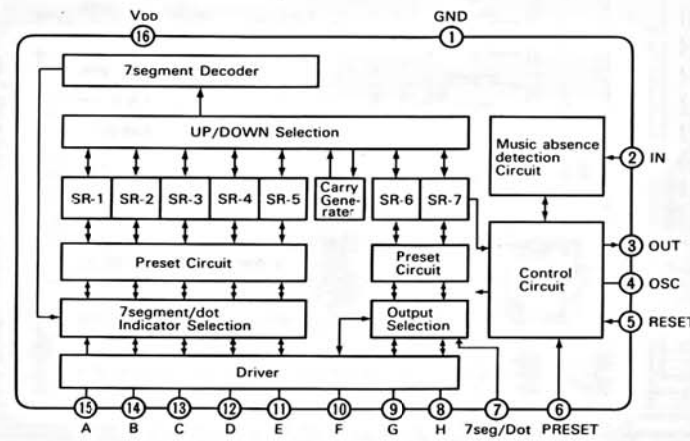 VDD
GND
16
1
7segment Decoder
UP/DOWN Selection
Music absence
detection
Circuit
2
IN
SR-1
SR-2
SR-3
SR-4
SR-5
Carry
Gene-
rater
SR-6
SR-7
3
OUT
Preset Circuit
Preset
Circuit
Control
Circuit
4
OSC
7segment/dot
Indicator Selection
Output
Selection
5
RESET
Driver
15
14
13
12
11
10
9
8
7
6
A
B
C
D
E
F
G
H
7seg/Dot
PRESET